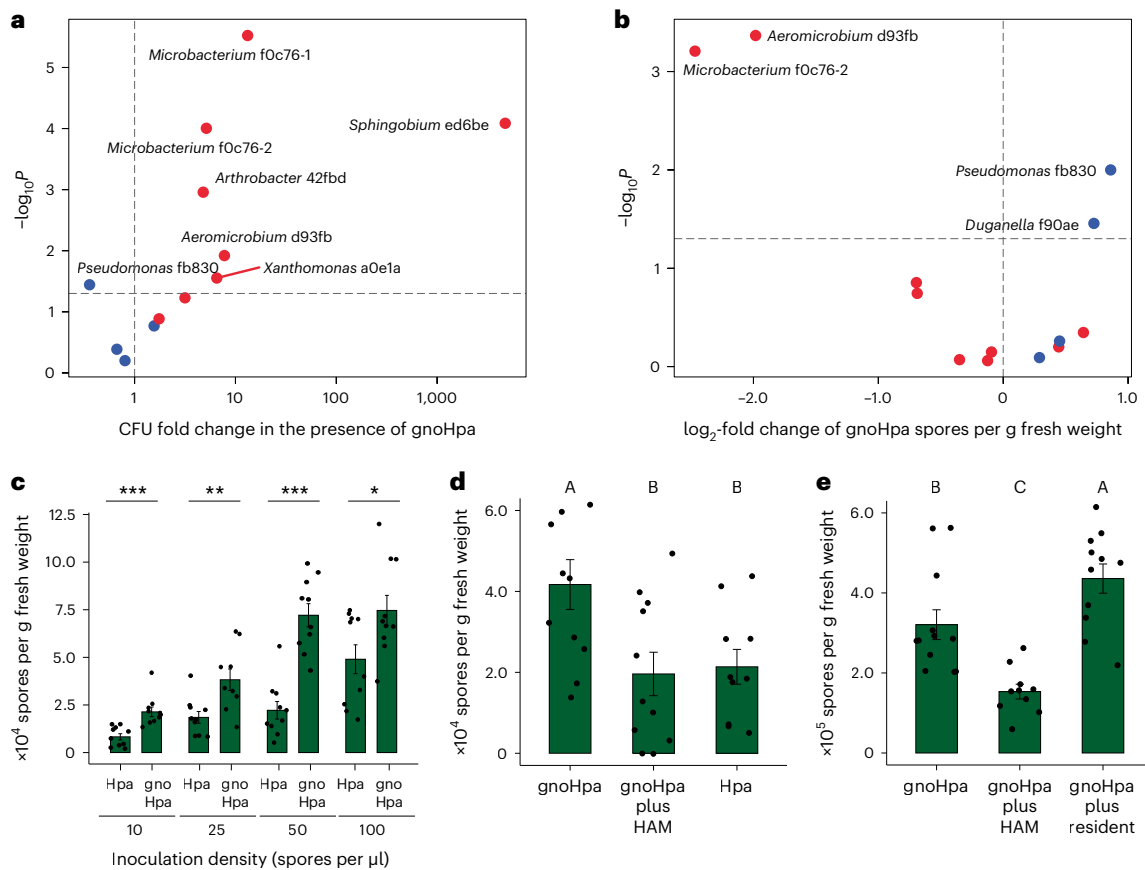 a
−log10P
5
4
3
2
1
0
Microbacterium f0c76-1
Sphingobium ed6be
Microbacterium f0c76-2
Arthrobacter 42fbd
Aeromicrobium d93fb
Pseudomonas fb830
Xanthomonas a0e1a
1
10
100
1,000
CFU fold change in the presence of gnoHpa
b
−log10P
3
2
1
0
Aeromicrobium d93fb
Microbacterium f0c76-2
Pseudomonas fb830
Duganella f90ae
−2.0
−1.0
0
1.0
log2-fold change of gnoHpa spores per g fresh weight
c
×10⁴ spores per g fresh weight
12.5
10.0
7.5
5.0
2.5
0
***
**
***
*
Hpa
gno
Hpa
Hpa
gno
Hpa
Hpa
gno
Hpa
Hpa
gno
Hpa
10
25
50
100
Inoculation density (spores per µl)
d
×10⁴ spores per g fresh weight
6.0
4.0
2.0
0
A
B
B
gnoHpa
gnoHpa
plus
HAM
Hpa
e
×10⁵ spores per g fresh weight
6.0
4.0
2.0
0
B
C
A
gnoHpa
gnoHpa
plus
HAM
gnoHpa
plus
resident